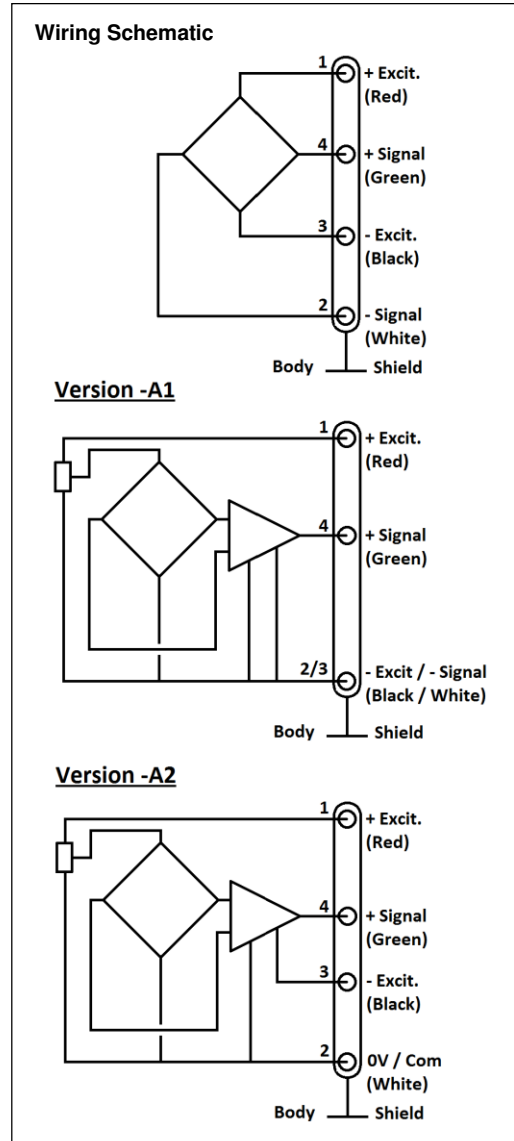 Wiring Schematic
1
+ Excit.
(Red)
4
+ Signal
(Green)
3
- Excit.
(Black)
2
- Signal
(White)
Body
Shield
Version -A1
1
+ Excit.
(Red)
4
+ Signal
(Green)
2/3
- Excit / - Signal
(Black / White)
Body
Shield
Version -A2
1
+ Excit.
(Red)
4
+ Signal
(Green)
3
- Excit.
(Black)
2
0V / Com
(White)
Body
Shield